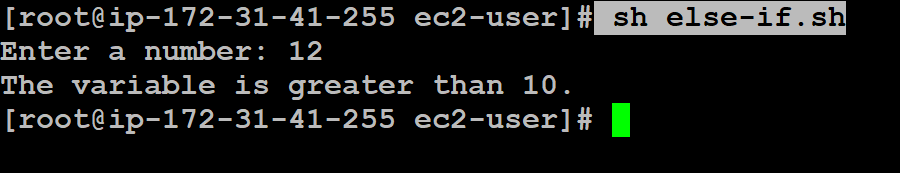 [root@ip-172-31-41-255 ec2-user]# sh else-if.sh
Enter a number: 12
The variable is greater than 10.
[root@ip-172-31-41-255 ec2-user]#